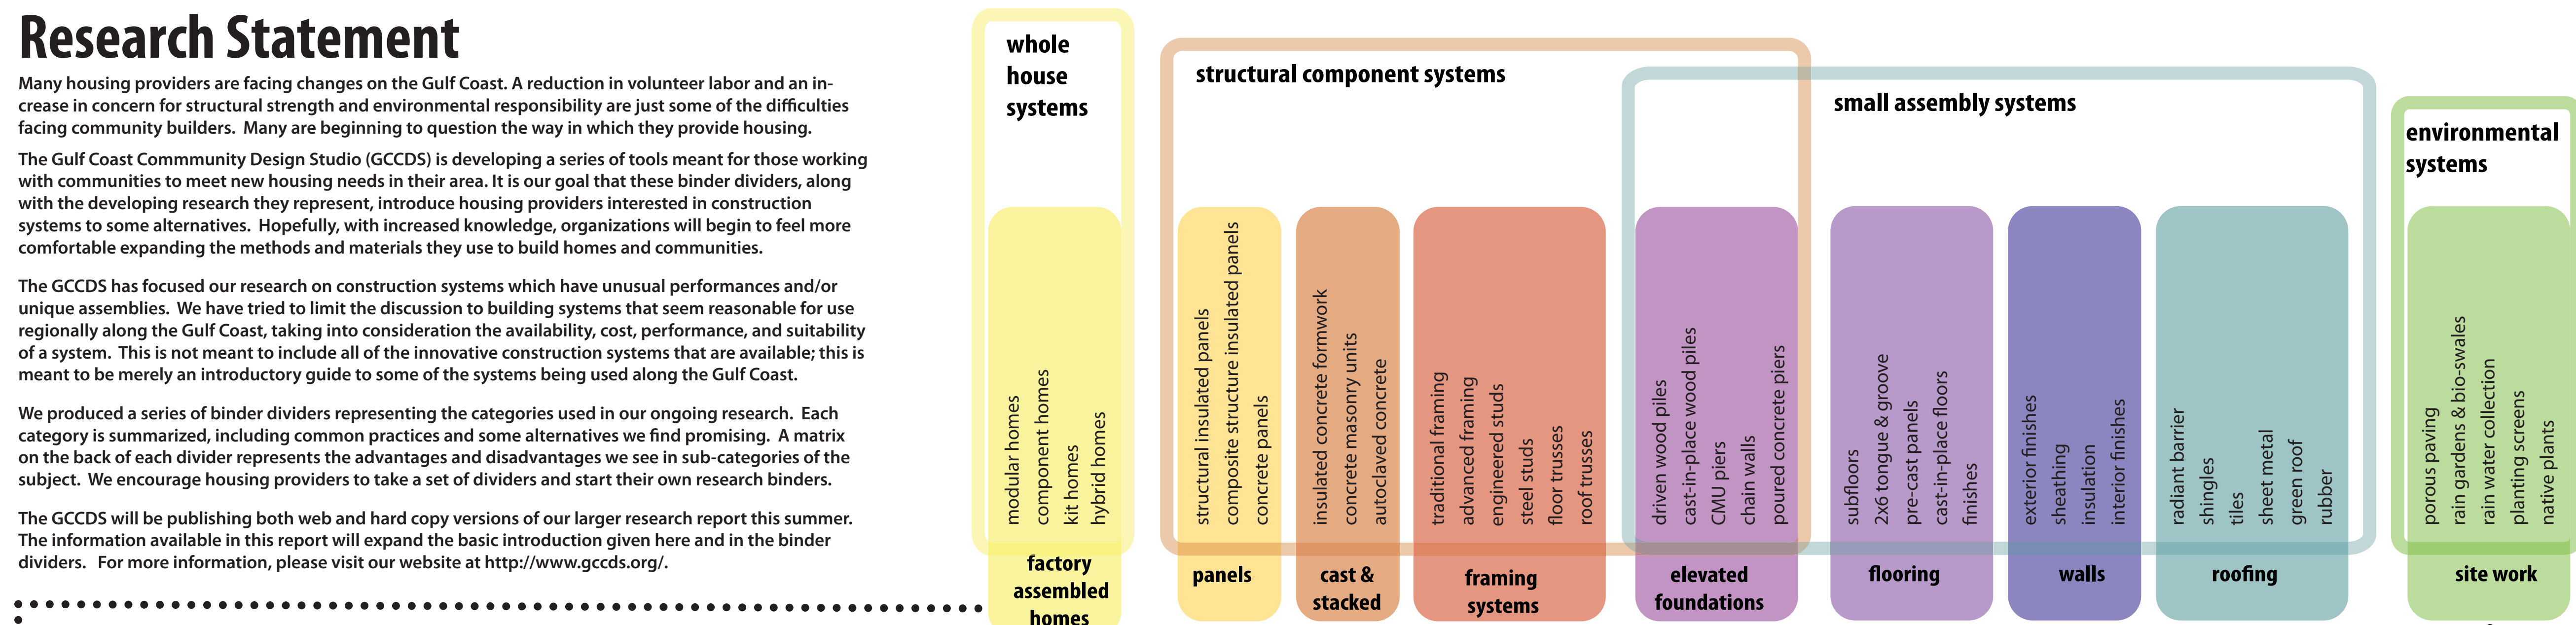 Research Statement
Many housing providers are facing changes on the Gulf Coast. A reduction in volunteer labor and an in-
crease in concern for structural strength and environmental responsibility are just some of the difficulties
facing community builders.  Many are beginning to question the way in which they provide housing.
The Gulf Coast Commmunity Design Studio (GCCDS) is developing a series of tools meant for those working
with communities to meet new housing needs in their area. It is our goal that these binder dividers, along
with the developing research they represent, introduce housing providers interested in construction
systems to some alternatives.  Hopefully, with increased knowledge, organizations will begin to feel more
comfortable expanding the methods and materials they use to build homes and communities.
The GCCDS has focused our research on construction systems which have unusual performances and/or
unique assemblies.  We have tried to limit the discussion to building systems that seem reasonable for use
regionally along the Gulf Coast, taking into consideration the availability, cost, performance, and suitability
of a system.  This is not meant to include all of the innovative construction systems that are available; this is
meant to be merely an introductory guide to some of the systems being used along the Gulf Coast.
We produced a series of binder dividers representing the categories used in our ongoing research.  Each
category is summarized, including common practices and some alternatives we find promising.  A matrix
on the back of each divider represents the advantages and disadvantages we see in sub-categories of the
subject.  We encourage housing providers to take a set of dividers and start their own research binders.
The GCCDS will be publishing both web and hard copy versions of our larger research report this summer.
The information available in this report will expand the basic introduction given here and in the binder
dividers.   For more information, please visit our website at http://www.gccds.org/.
whole
house
systems
modular homes
component homes
kit homes
hybrid homes
factory
assembled
homes
structural component systems
structural insulated panels
composite structure insulated panels
concrete panels
panels
insulated concrete formwork
concrete masonry units
autoclaved concrete
cast &
stacked
traditional framing
advanced framing
engineered studs
steel studs
floor trusses
roof trusses
framing
systems
small assembly systems
driven wood piles
cast-in-place wood piles
CMU piers
chain walls
poured concrete piers
elevated
foundations
subfloors
2x6 tongue & groove
pre-cast panels
cast-in-place floors
finishes
flooring
exterior finishes
sheathing
insulation
interior finishes
walls
radiant barrier
shingles
tiles
sheet metal
green roof
rubber
roofing
environmental
systems
porous paving
rain gardens & bio-swales
rain water collection
planting screens
native plants
site work